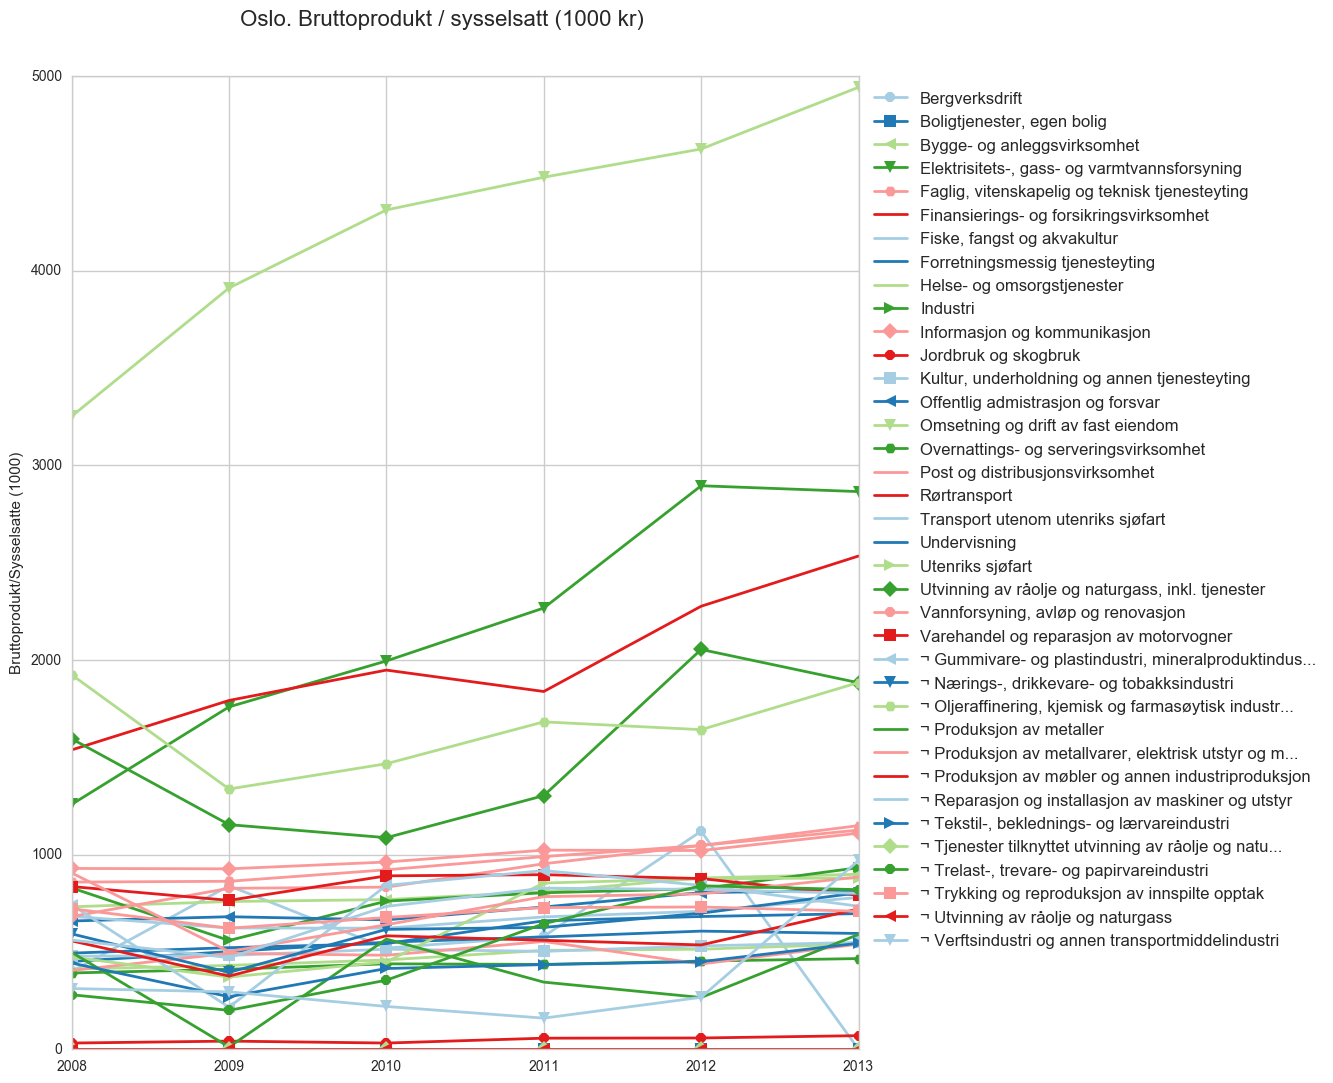 Oslo. Bruttoprodukt / sysselsatt (1000 kr)
Bruttoprodukt/Sysselsatte (1000)
5000
4000
3000
2000
1000
0
2008
2009
2010
2011
2012
2013
Bergverksdrift
Boligtjenester, egen bolig
Bygge- og anleggsvirksomhet
Elektrisitets-, gass- og varmtvannsforsyning
Faglig, vitenskapelig og teknisk tjenesteyting
Finansierings- og forsikringsvirksomhet
Fiske, fangst og akvakultur
Forretningsmessig tjenesteyting
Helse- og omsorgstjenester
Industri
Informasjon og kommunikasjon
Jordbruk og skogbruk
Kultur, underholdning og annen tjenesteyting
Offentlig admistrasjon og forsvar
Omsetning og drift av fast eiendom
Overnattings- og serveringsvirksomhet
Post og distribusjonsvirksomhet
Rørtransport
Transport utenom utenriks sjøfart
Undervisning
Utenriks sjøfart
Utvinning av råolje og naturgass, inkl. tjenester
Vannforsyning, avløp og renovasjon
Varehandel og reparasjon av motorvogner
¬ Gummivare- og plastindustri, mineralproduktindus...
¬ Nærings-, drikkevare- og tobakksindustri
¬ Oljeraffinering, kjemisk og farmasøytisk industr...
¬ Produksjon av metaller
¬ Produksjon av metallvarer, elektrisk utstyr og m...
¬ Produksjon av møbler og annen industriproduksjon
¬ Reparasjon og installasjon av maskiner og utstyr
¬ Tekstil-, beklednings- og lærvareindustri
¬ Tjenester tilknyttet utvinning av råolje og natu...
¬ Trelast-, trevare- og papirvareindustri
¬ Trykking og reproduksjon av innspilte opptak
¬ Utvinning av råolje og naturgass
¬ Verftsindustri og annen transportmiddelindustri